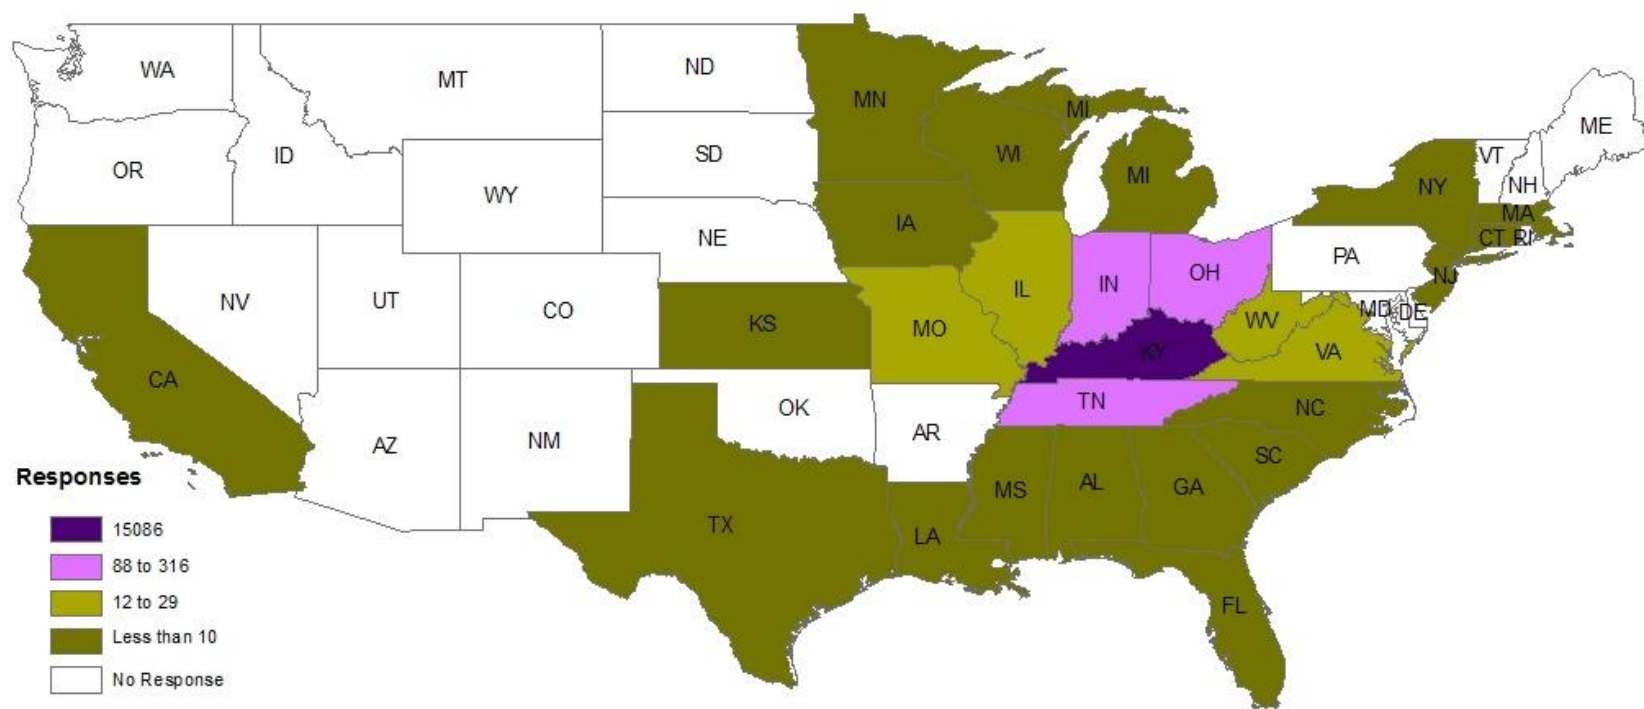 WA
MT
ND
MN
MI
ME
OR
ID
SD
WI
MI
VT
NH
NY
WY
MA
IA
NE
CT RI
PA
NV
UT
CO
IL
IN
OH
NJ
KS
MO
WV
MD
DE
CA
KY
VA
OK
TN
NC
AZ
NM
AR
SC
MS
AL
GA
TX
LA
FL
Responses
15086
88 to 316
12 to 29
Less than 10
No Response